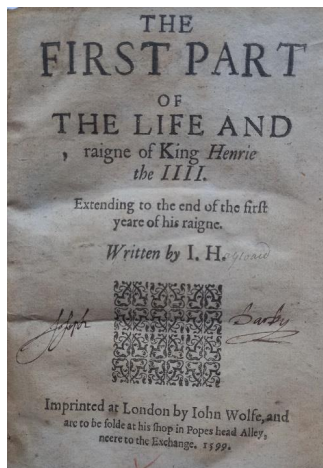 THE
FIRST PART
OF
THE LIFE AND
raigne of King Henrie
the IIII.
Extending to the end of the first
yeare of his raigne.
Written by I. H.
Joseph
Imprinted at London by Iohn Wolfe, and
are to be solde at his shop in Popes head Alley,
neere to the Exchange. 1599.